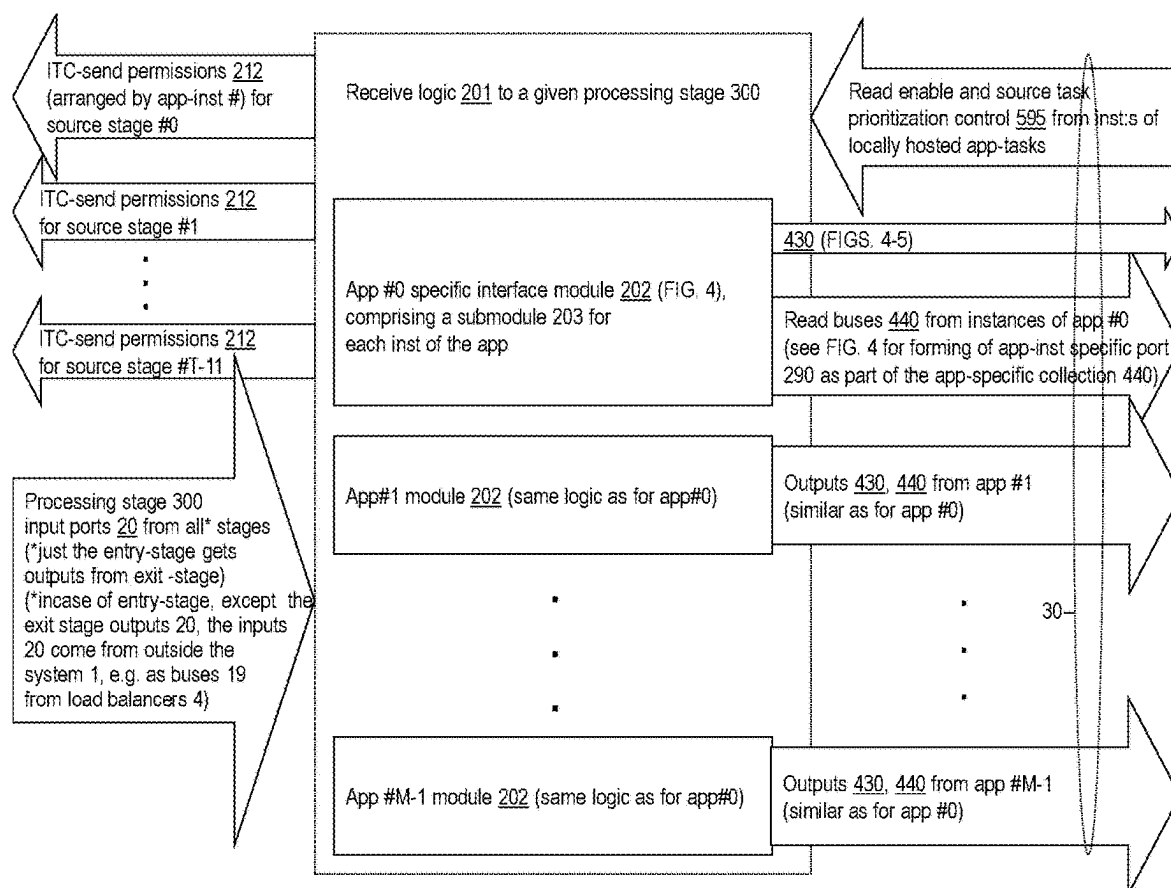 ITC-send permissions 212
(arranged by app-inst #) for
source stage #0
ITC-send permissions 212
for source stage #1
ITC-send permissions 212
for source stage #T-11
Processing stage 300
input ports 20 from all* stages
(*just the entry-stage gets
outputs from exit -stage)
(*incase of entry-stage, except the
exit stage outputs 20, the inputs
20 come from outside the
system 1, e.g. as buses 19
from load balancers 4)
Receive logic 201 to a given processing stage 300
App #0 specific interface module 202 (FIG. 4),
comprising a submodule 203 for
each inst of the app
App#1 module 202 (same logic as for app#0)
App #M-1 module 202 (same logic as for app#0)
Read enable and source task
prioritization control 595 from inst:s of
locally hosted app-tasks
430 (FIGS. 4-5)
Read buses 440 from instances of app #0
(see FIG. 4 for forming of app-inst specific port
290 as part of the app-specific collection 440)
Outputs 430, 440 from app #1
(similar as for app #0)
30
Outputs 430, 440 from app #M-1
(similar as for app #0)